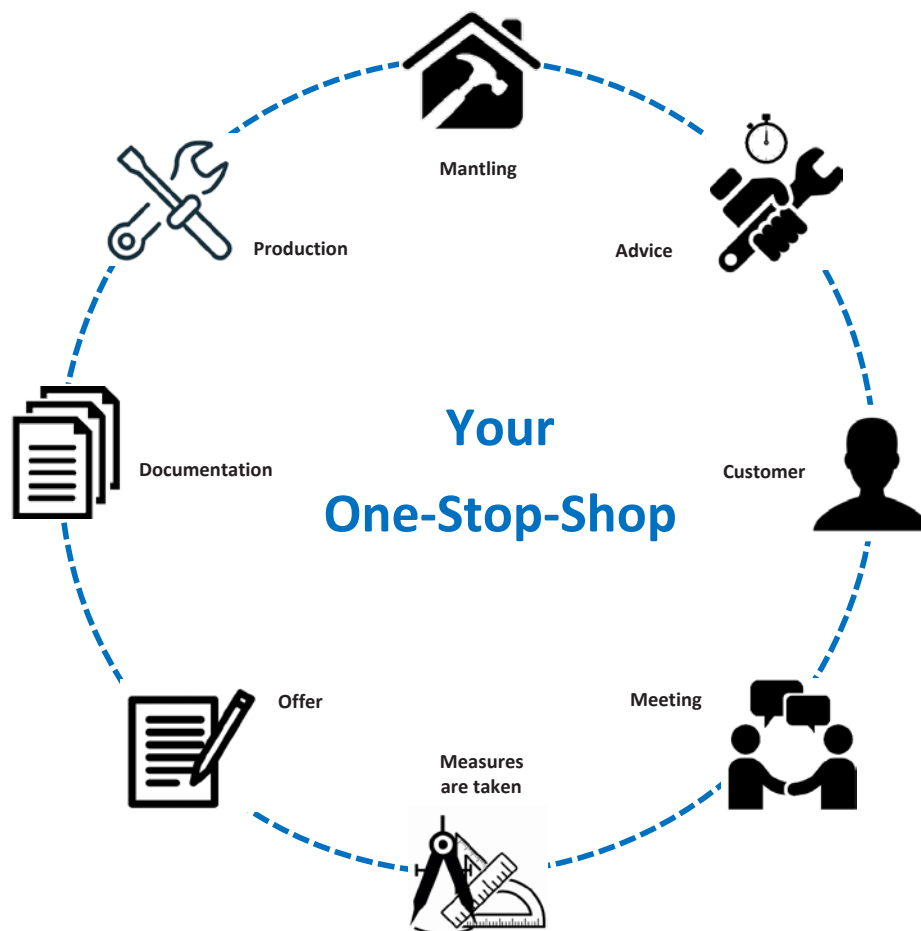 Mantling
Production
Advice
Your
One-Stop-Shop
Documentation
Customer
Offer
Meeting
Measures
are taken